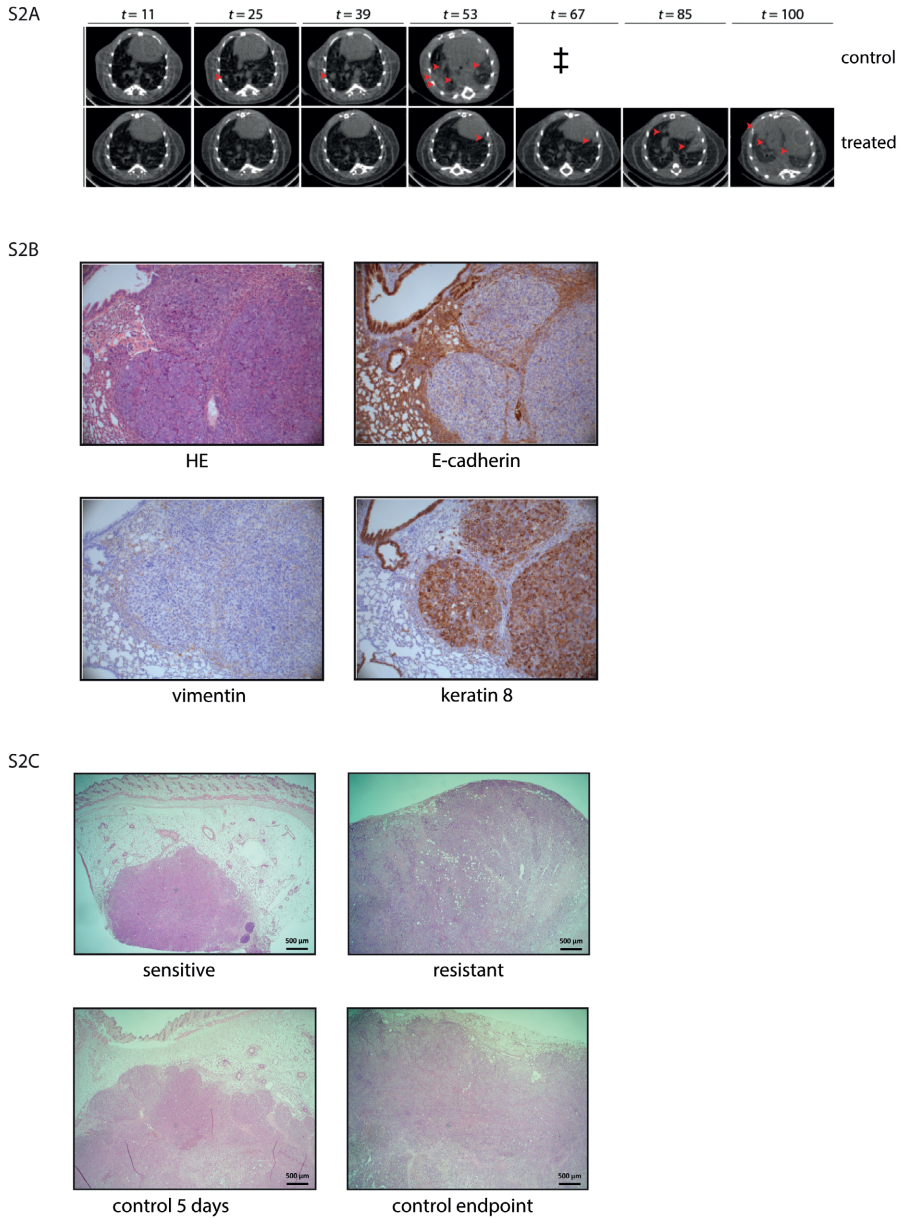 S2A
t = 11 t = 25 t = 39 t = 53 t = 67 t = 85 t = 100
‡ control
treated
S2B
HE E-cadherin
vimentin keratin 8
S2C
500 µm 500 µm
sensitive resistant
500 µm 500 µm
control 5 days control endpoint